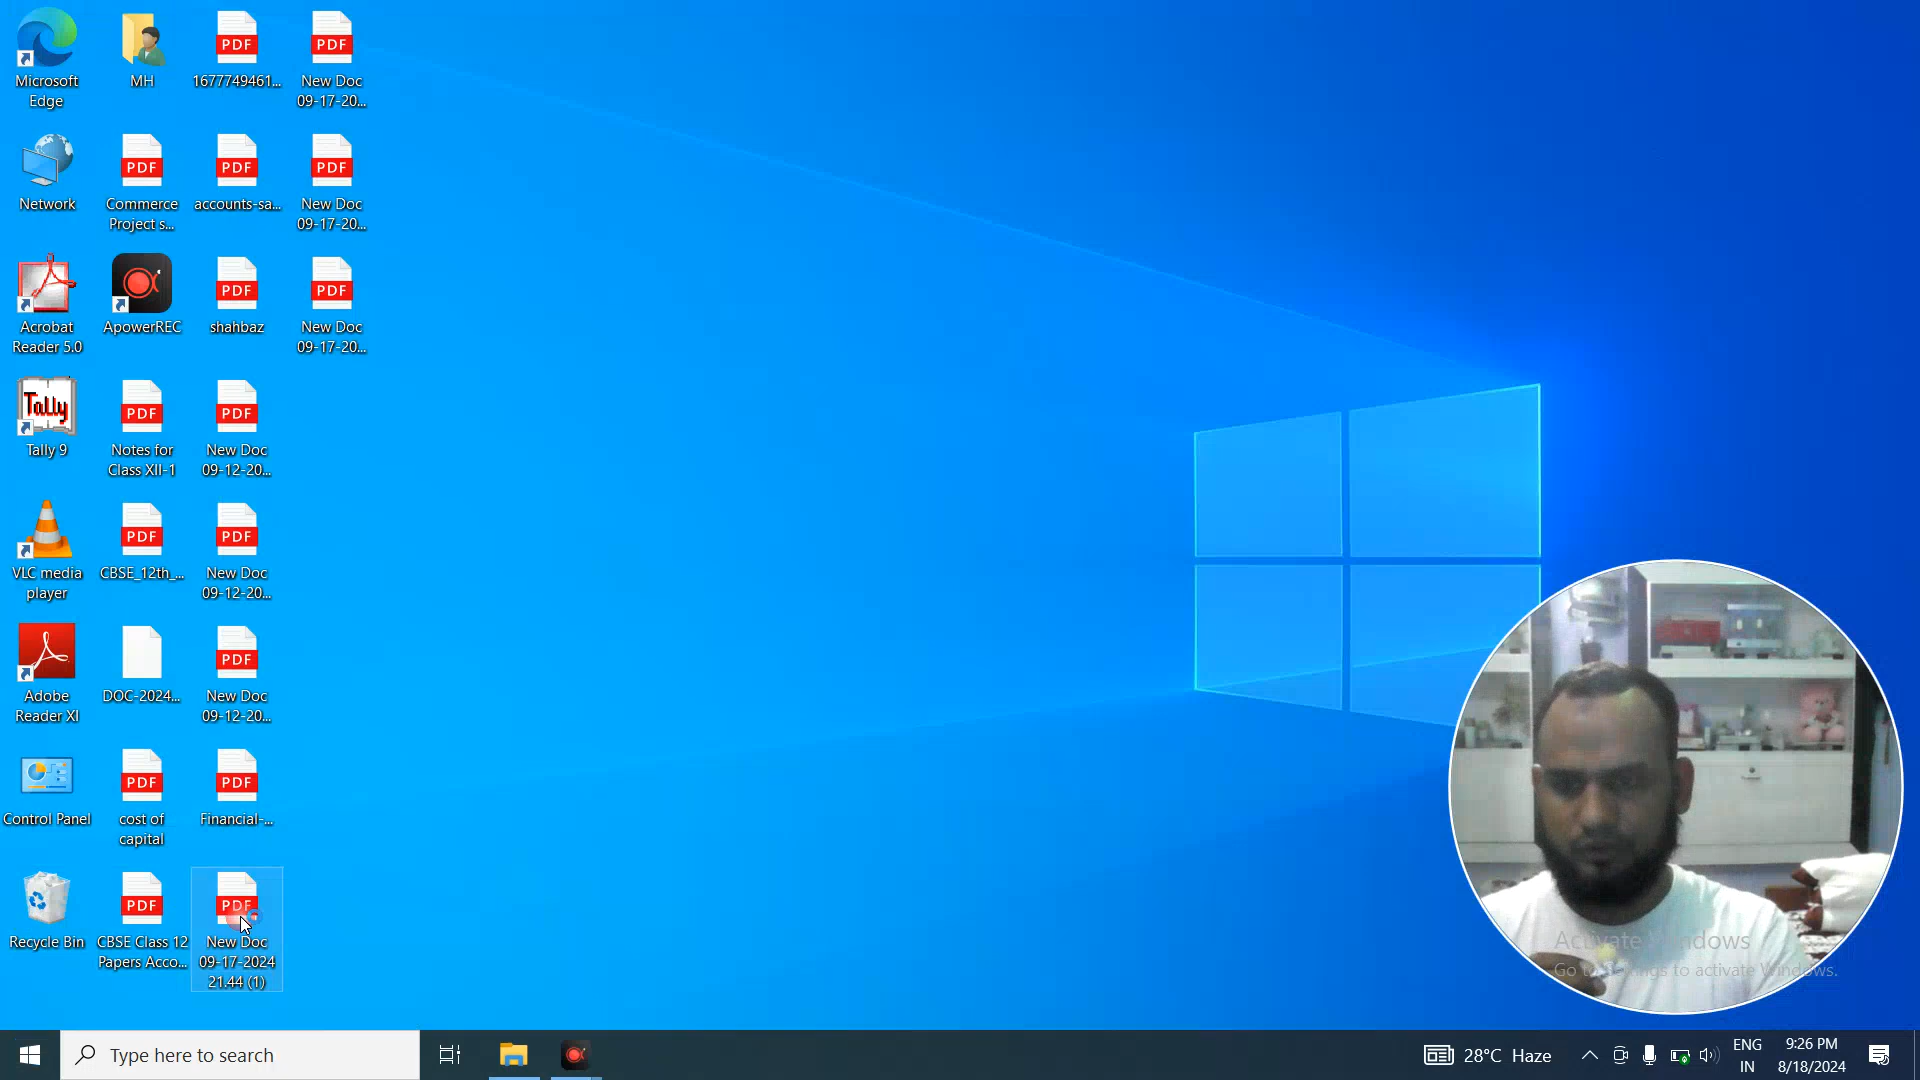 Microsoft
Edge
MH
1677749461...
New Doc
09-17-20...
Network
Commerce
Project s...
accounts-sa...
New Doc
09-17-20...
Acrobat
Reader 5.0
ApowerREC
shahbaz
New Doc
09-17-20...
Tally 9
Notes for
Class XII-1
New Doc
09-12-20...
VLC media
player
CBSE_12th_...
New Doc
09-12-20...
Adobe
Reader XI
DOC-2024...
New Doc
09-12-20...
Control Panel
cost of
capital
Financial-...
Recycle Bin
CBSE Class 12
Papers Acco...
New Doc
09-17-2024
21.44 (1)
PDF
PDF
PDF
PDF
PDF
PDF
Tally
PDF
PDF
PDF
PDF
PDF
PDF
PDF
PDF
PDF
Activate Windows
Go to Settings to activate Windows.
Type here to search
28°C Haze
ENG
IN
9:26 PM
8/18/2024